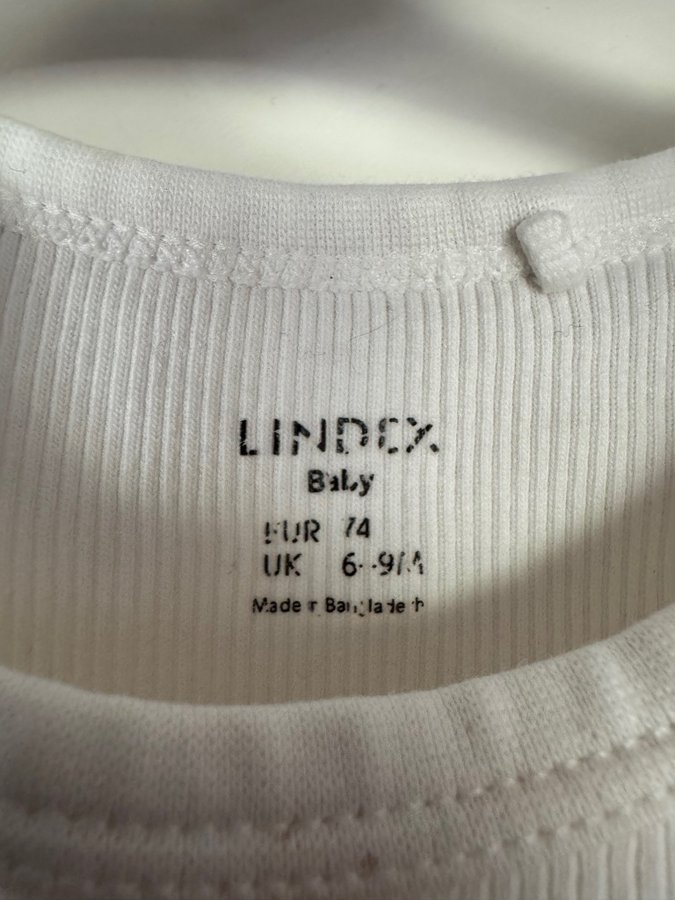 LINDEX
Baby
EUR 74
UK 6-9M
Made in Bangladesh